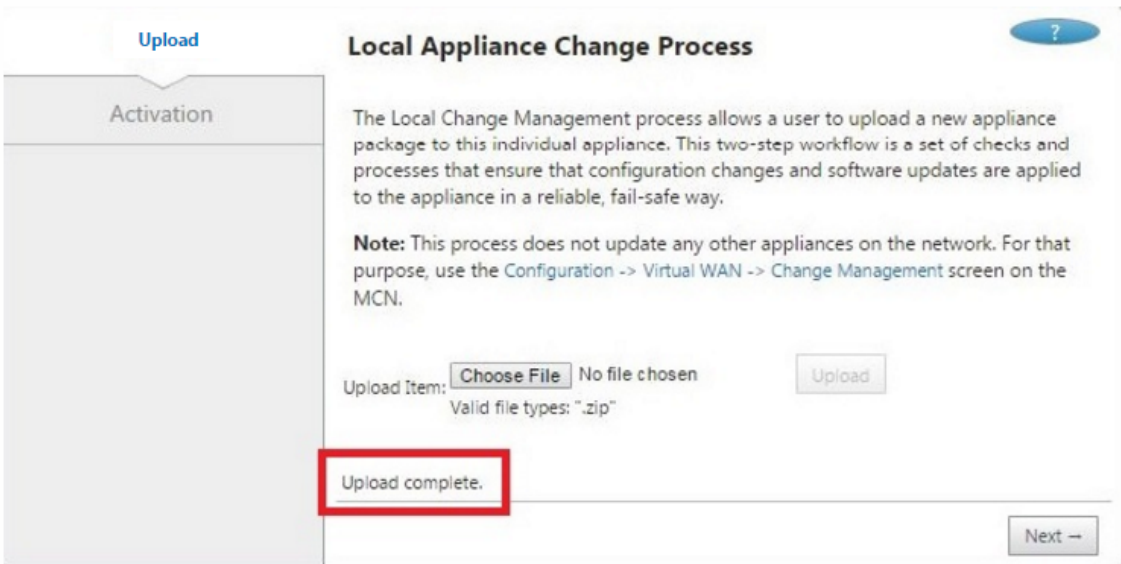 Upload
Activation
Local Appliance Change Process
?
The Local Change Management process allows a user to upload a new appliance
package to this individual appliance. This two-step workflow is a set of checks and
processes that ensure that configuration changes and software updates are applied
to the appliance in a reliable, fail-safe way.
Note: This process does not update any other appliances on the network. For that
purpose, use the Configuration -> Virtual WAN -> Change Management screen on the
MCN.
Upload Item: Choose File No file chosen Upload
Valid file types: ".zip"
Upload complete.
Next →